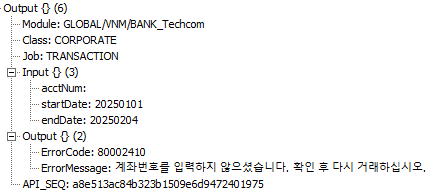 Output {} (6)
Module: GLOBAL/VNM/BANK_Techcom
Class: CORPORATE
Job: TRANSACTION
Input {} (3)
acctNum:
startDate: 20250101
endDate: 20250204
Output {} (2)
ErrorCode: 80002410
ErrorMessage: 계좌번호를 입력하지 않으셨습니다. 확인 후 다시 거래하십시오.
API_SEQ: a8e513ac84b323b1509e6d9472401975